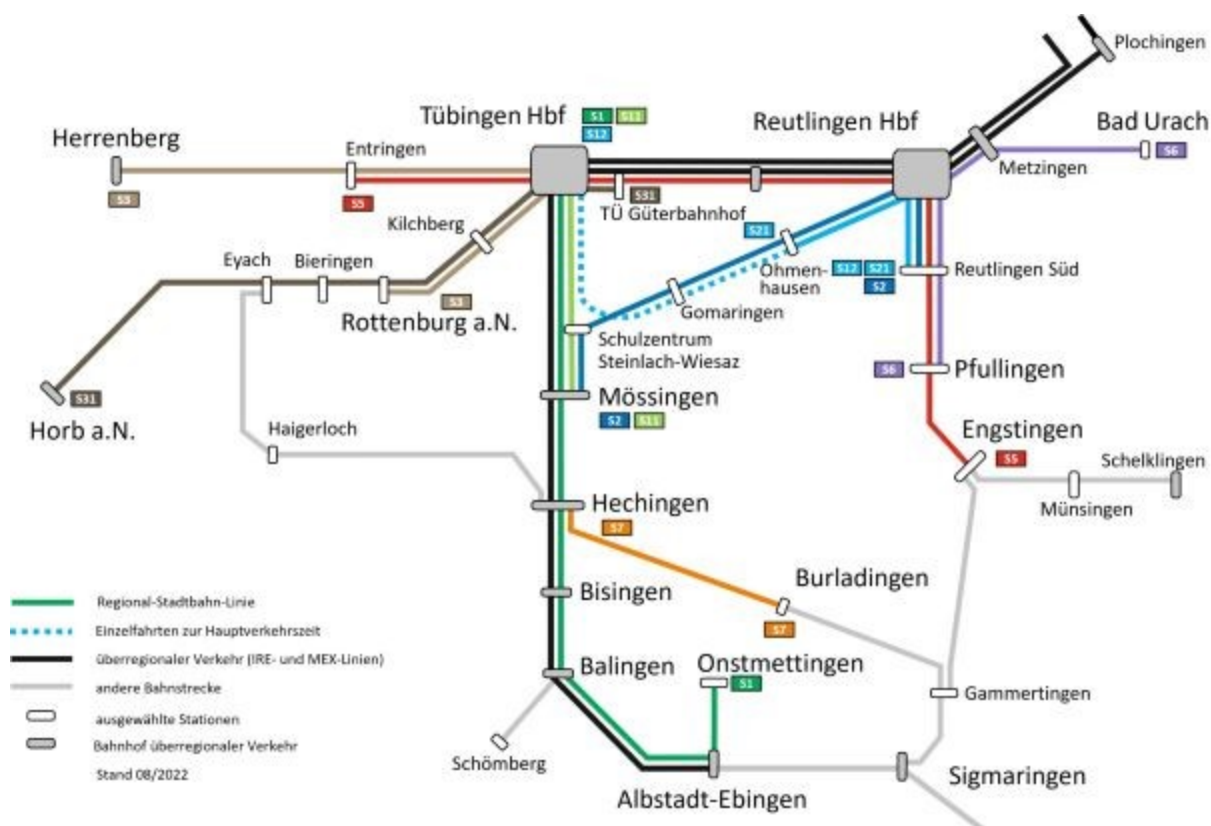 Plochingen
Tübingen Hbf
S1
S11
S12
Reutlingen Hbf
Bad Urach
S6
Herrenberg
S3
Entringen
S5
Metzingen
TÜ Güterbahnhof
S31
Kilchberg
S21
Eyach
Bieringen
Ohmen-
hausen
S12
S21
S2
Reutlingen Süd
S3
Rottenburg a.N.
Gomaringen
Schulzentrum
Steinlach-Wiesaz
S6
Pfullingen
S31
Horb a.N.
Mössingen
S2
S11
Haigerloch
Engstingen
S5
Schelklingen
Münsingen
Hechingen
S7
Burladingen
S7
Bisingen
Balingen
Onstmettingen
S1
Gammertingen
Schömberg
Sigmaringen
Albstadt-Ebingen
Regional-Stadtbahn-Linie
Einzelfahrten zur Hauptverkehrszeit
überregionaler Verkehr (IRE- und MEX-Linien)
andere Bahnstrecke
ausgewählte Stationen
Bahnhof überregionaler Verkehr
Stand 08/2022